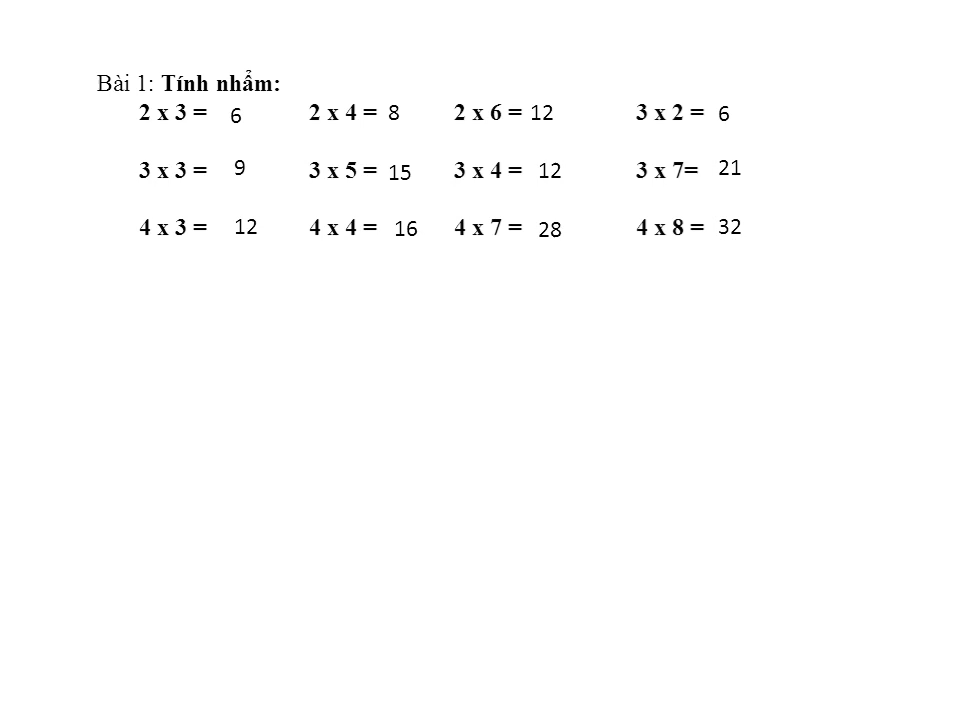 Bài 1: Tính nhẩm:
2 x 3 = 6 2 x 4 = 8 2 x 6 = 12 3 x 2 = 6
3 x 3 = 9 3 x 5 = 15 3 x 4 = 12 3 x 7= 21
4 x 3 = 12 4 x 4 = 16 4 x 7 = 28 4 x 8 = 32